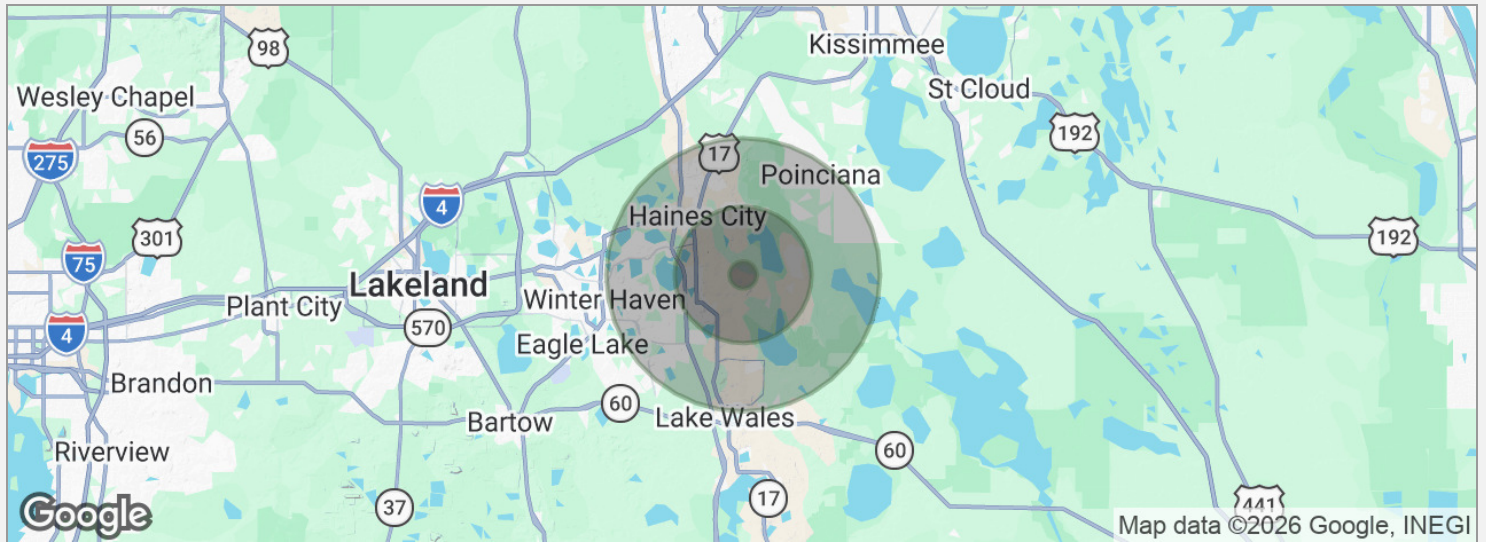 Kissimmee
98
St Cloud
Wesley Chapel
56
192
17
275
Poinciana
4
Haines City
301
192
75
Lakeland
Plant City
Winter Haven
570
4
Eagle Lake
Brandon
60
Bartow
Lake Wales
Riverview
60
37
17
441
Google
Map data ©2026 Google, INEGI